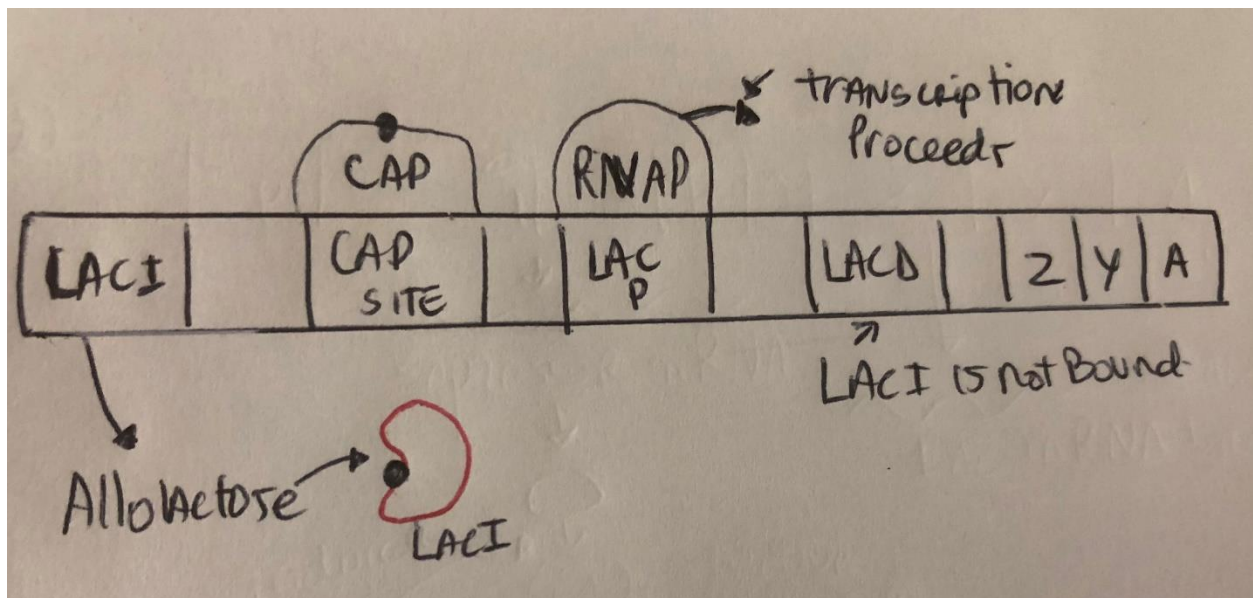 TRANscription
Proceeds
CAP
RNAP
LACI
CAP
SITE
LAC
P
LACO
Z
Y
A
LACI is not Bound
Allolactose
LACI